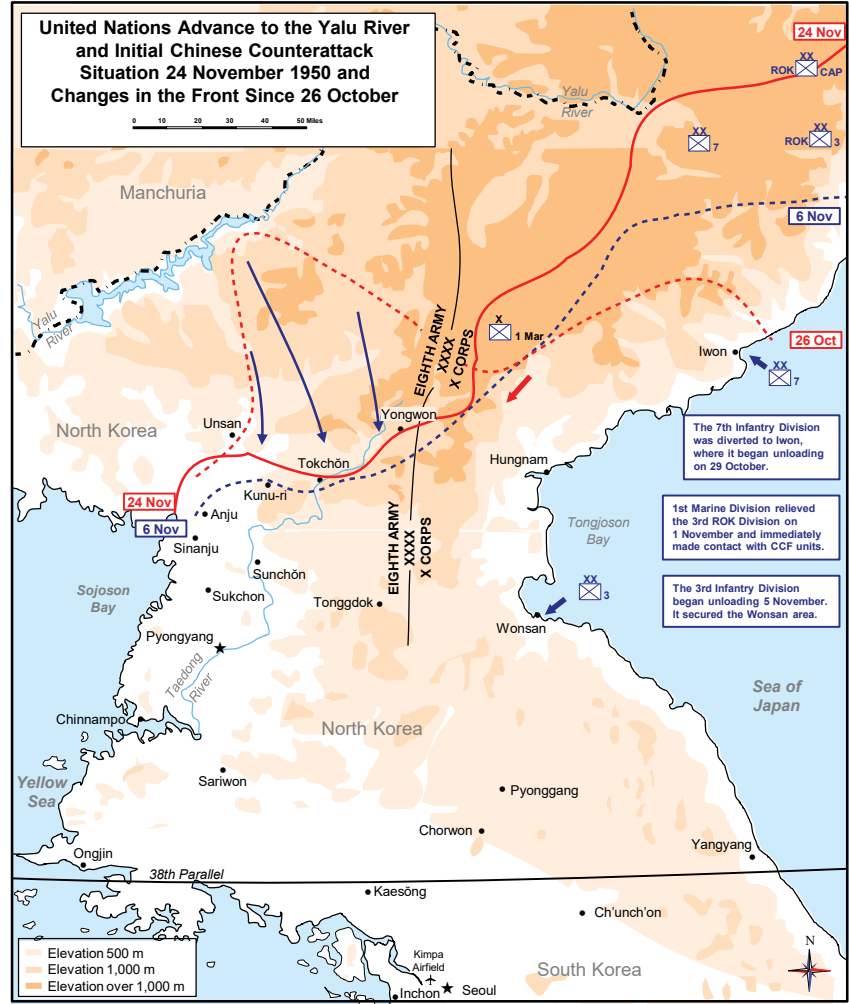 United Nations Advance to the Yalu River
and Initial Chinese Counterattack
Situation 24 November 1950 and
Changes in the Front Since 26 October
0 10 20 30 40 50 Miles
24 Nov
XX
ROK CAP
Yalu
River
XX
7
XX
ROK 3
Manchuria
6 Nov
Yalu
River
X
1 Mar
26 Oct
Iwon
XX
7
EIGHTH ARMY
XXXX
X CORPS
Yongwon
Unsan
North Korea
The 7th Infantry Division
was diverted to Iwon,
where it began unloading
on 29 October.
Tokchŏn
Hungnam
Kunu-ri
24 Nov
6 Nov
Anju
Sinanju
Tongjoson
Bay
1st Marine Division relieved
the 3rd ROK Division on
1 November and immediately
made contact with CCF units.
EIGHTH ARMY
XXXX
X CORPS
Sunchŏn
Sojoson
Bay
Sukchon
Tonggdok
XX
3
The 3rd Infantry Division
began unloading 5 November.
It secured the Wonsan area.
Wonsan
Pyongyang
Taedong
River
Sea of
Japan
Chinnampo
North Korea
Sariwon
Yellow
Sea
Pyonggang
Chorwon
Yangyang
Ongjin
38th Parallel
Kaesŏng
Ch'unch'on
Elevation 500 m
Elevation 1,000 m
Elevation over 1,000 m
Kimpa
Airfield
South Korea
N
Inchon
Seoul